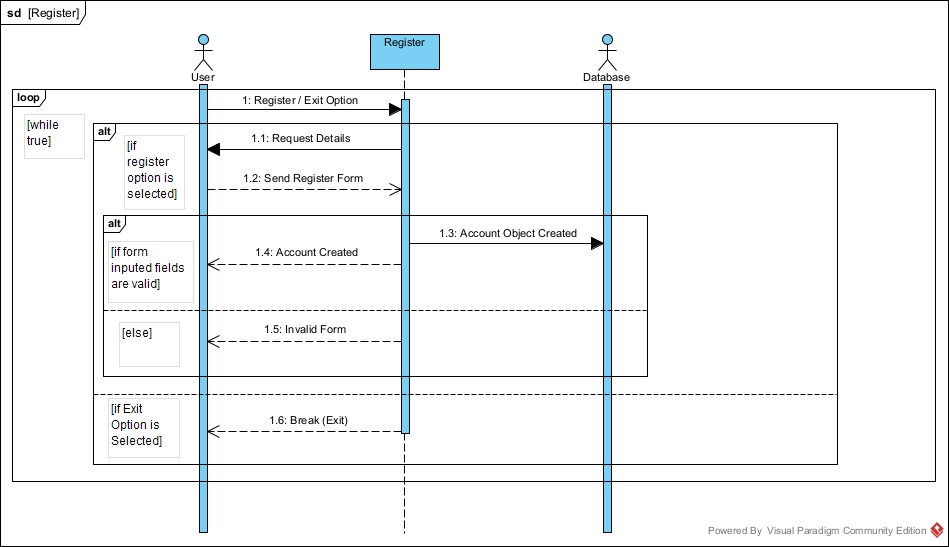 sd [Register]
User
Register
Database
loop
[while
true]
1: Register / Exit Option
alt
[if
register
option is
selected]
1.1: Request Details
1.2: Send Register Form
alt
[if form
inputed fields
are valid]
1.3: Account Object Created
1.4: Account Created
[else]
1.5: Invalid Form
[if Exit
Option is
Selected]
1.6: Break (Exit)
Powered By Visual Paradigm Community Edition